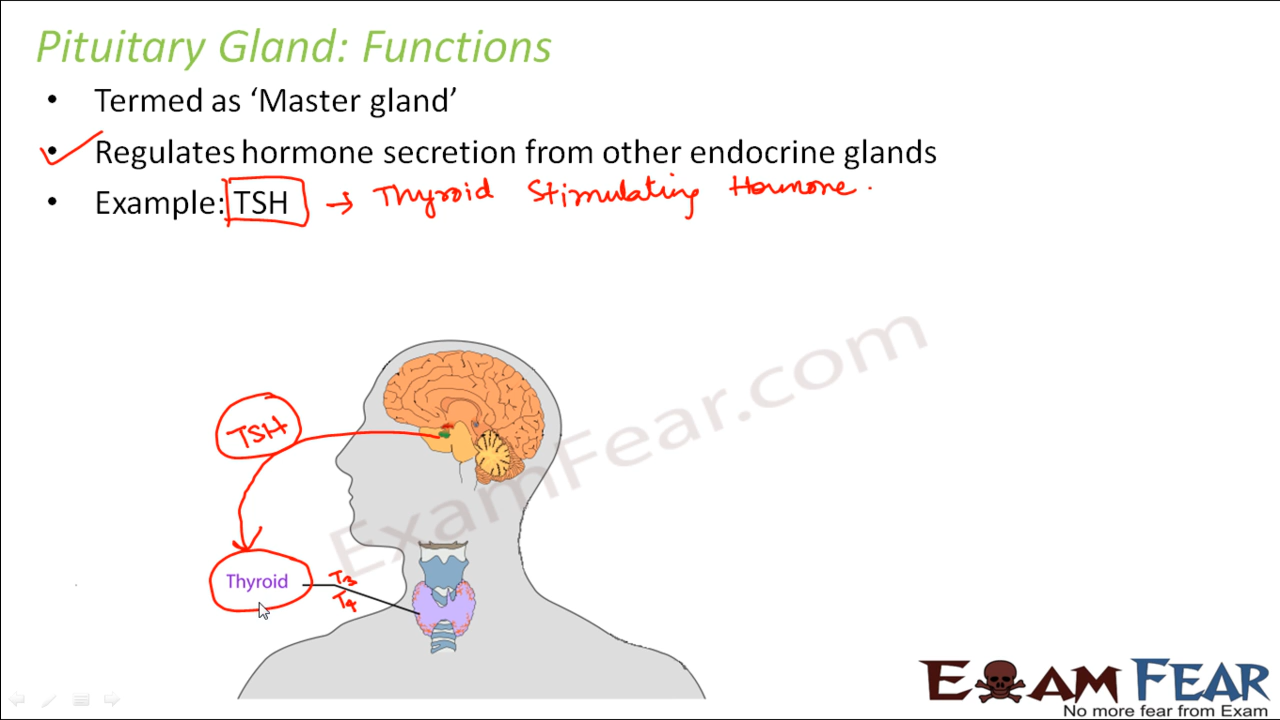 Pituitary Gland: Functions
• Termed as ‘Master gland’
• Regulates hormone secretion from other endocrine glands
• Example: TSH → Thyroid Stimulating Hormone.
TSH
Thyroid
T3
T4
ExamFear.com
EXAM FEAR
No more fear from Exam